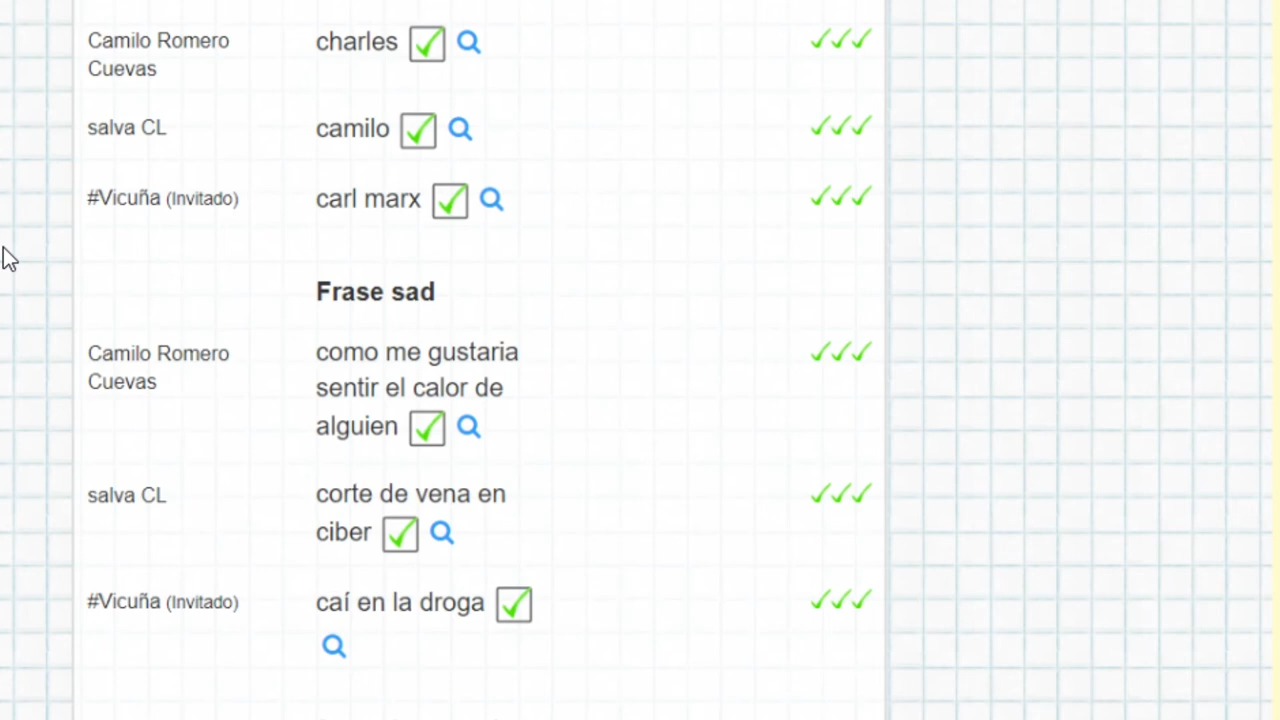 Camilo Romero
Cuevas
charles
salva CL
camilo
#Vicuña (Invitado)
carl marx
Frase sad
Camilo Romero
Cuevas
como me gustaria
sentir el calor de
alguien
salva CL
corte de vena en
ciber
#Vicuña (Invitado)
caí en la droga